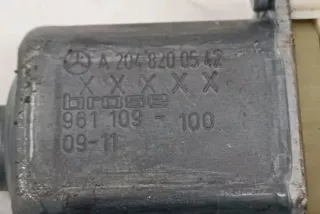 A 204 820 05 42
X X X X X
brose
961 109 - 100
09-11